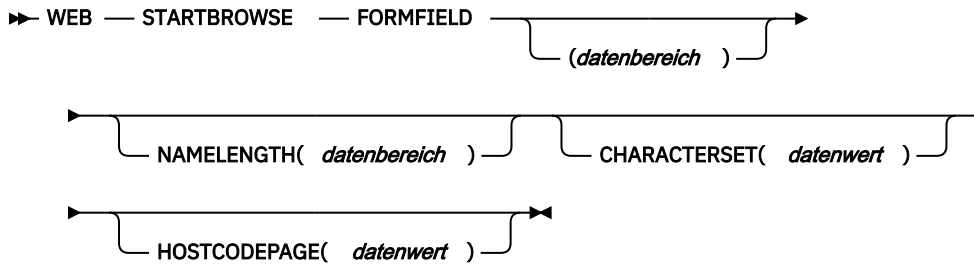 WEB STARTBROWSE FORMFIELD
(datenbereich )
NAMELENGTH( datenbereich ) CHARACTERSET( datenwert )
HOSTCODEPAGE( datenwert )